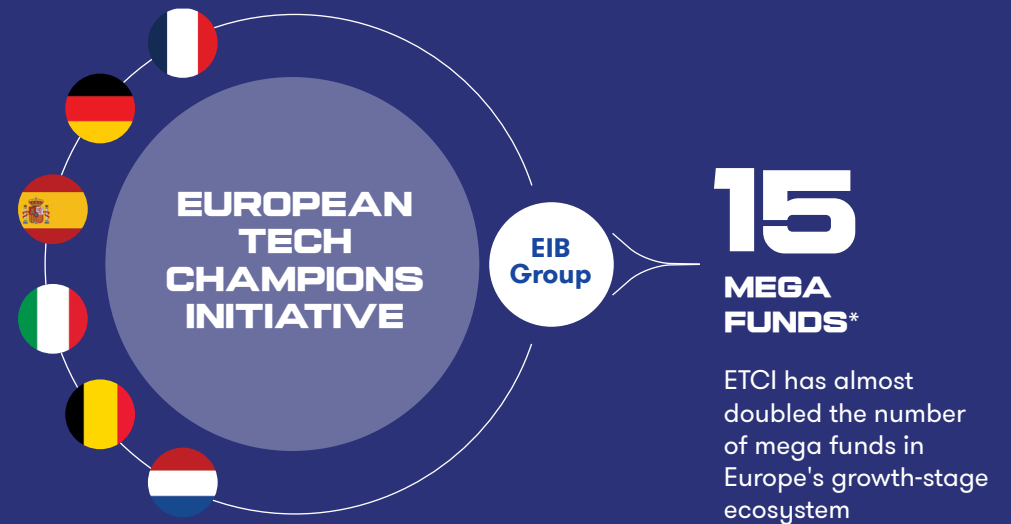 EUROPEAN
TECH
CHAMPIONS
INITIATIVE
EIB
Group
15
MEGA
FUNDS*
ETCI has almost
doubled the number
of mega funds in
Europe's growth-stage
ecosystem